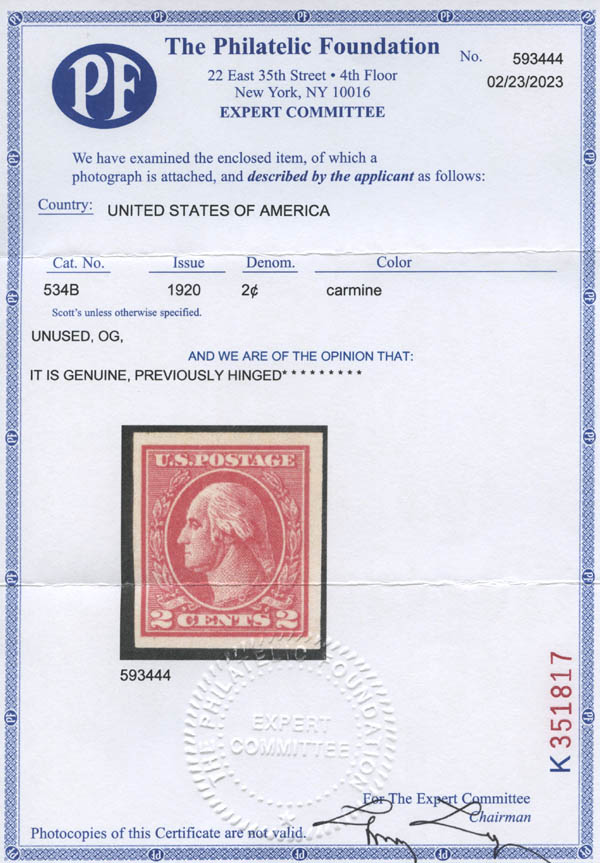 PF
The Philatelic Foundation
22 East 35th Street • 4th Floor
New York, NY 10016
EXPERT COMMITTEE
No. 593444
02/23/2023
We have examined the enclosed item, of which a
photograph is attached, and described by the applicant as follows:
Country: UNITED STATES OF AMERICA
Cat. No. Issue Denom. Color
534B 1920 2¢ carmine
Scott's unless otherwise specified.
UNUSED, OG,
AND WE ARE OF THE OPINION THAT:
IT IS GENUINE, PREVIOUSLY HINGED* * * * * * * * *
U.S. POSTAGE
2 CENTS 2
593444
THE PHILATELIC FOUNDATION
EXPERT
COMMITTEE
K 351817
For The Expert Committee
Chairman
Photocopies of this Certificate are not valid.